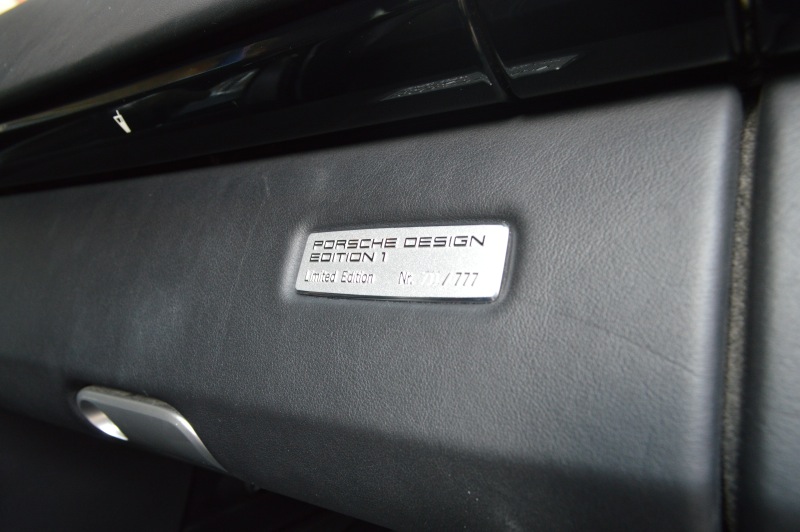 PORSCHE DESIGN
EDITION 1
Limited Edition Nr. /777